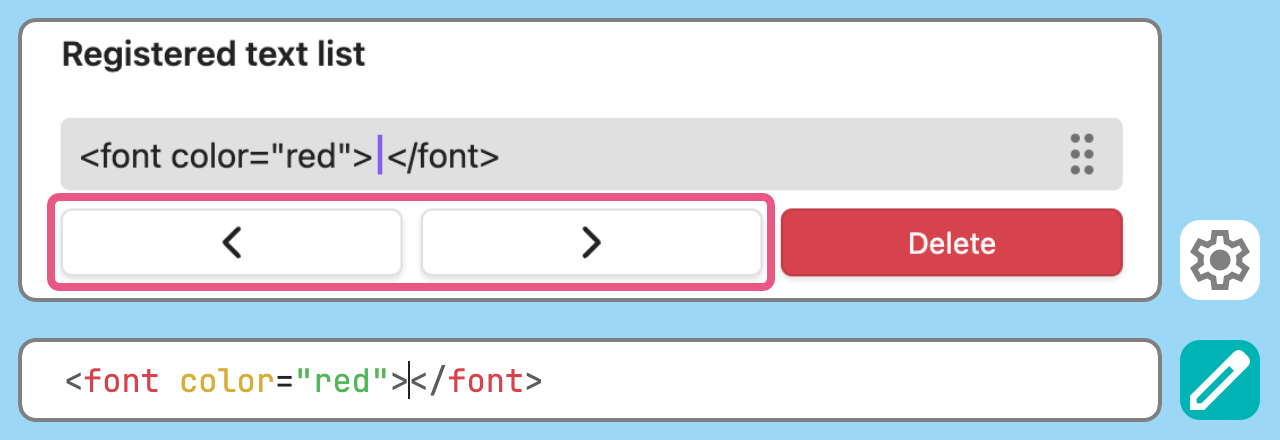 Registered text list
<font color="red">|</font>
< > Delete
<font color="red"></font>